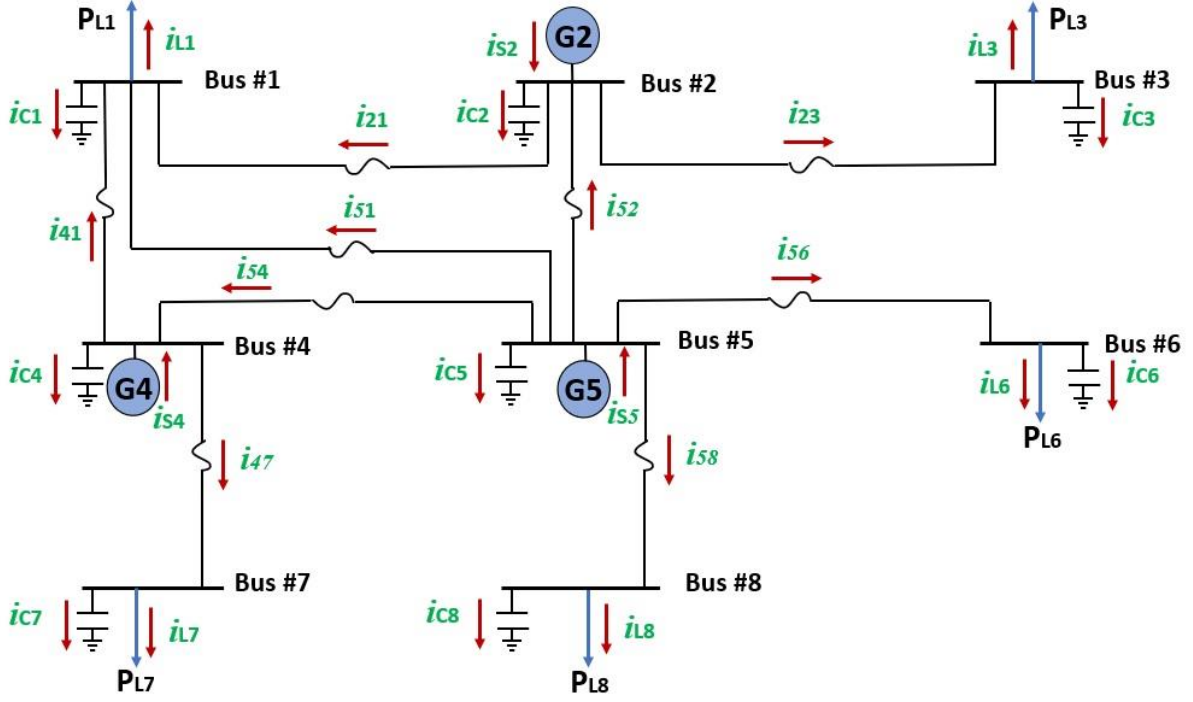 PL1
iL1
Bus #1
iC1
iS2
G2
Bus #2
iC2
PL3
iL3
Bus #3
iC3
i21
i23
i41
i51
i52
i54
i56
Bus #4
iC4
G4
iS4
Bus #5
iC5
G5
iS5
Bus #6
iL6
iC6
PL6
i47
i58
Bus #7
iC7
iL7
PL7
Bus #8
iC8
iL8
PL8